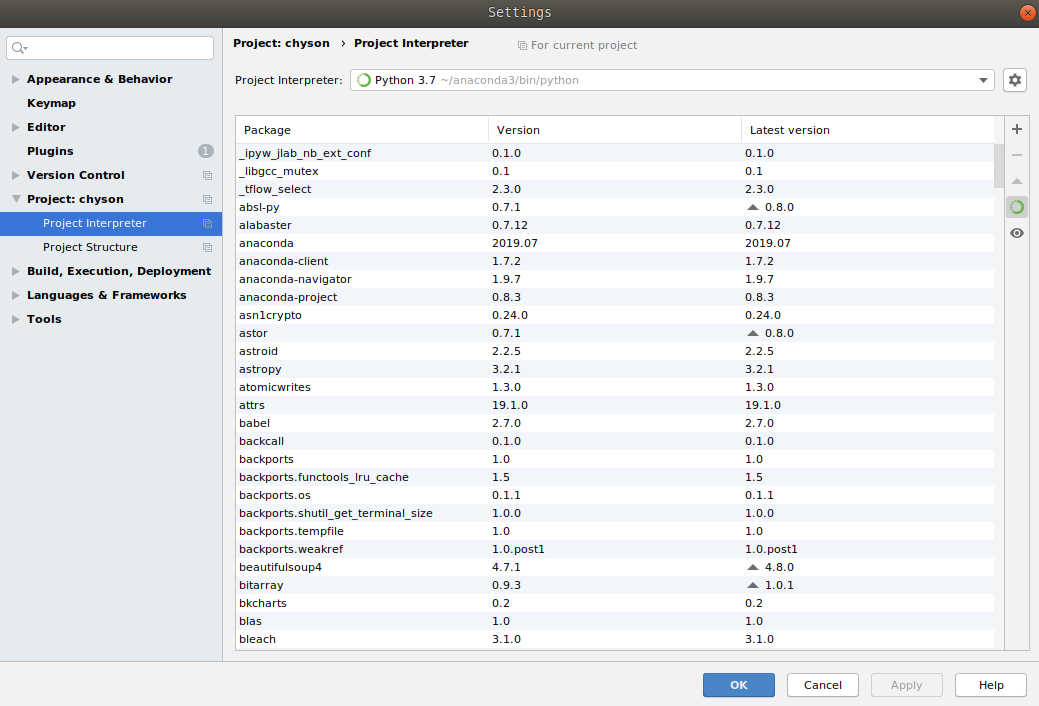 Settings
Project: chyson › Project Interpreter For current project
Appearance & Behavior
Keymap
Editor
Plugins 1
Version Control
Project: chyson
Project Interpreter
Project Structure
Build, Execution, Deployment
Languages & Frameworks
Tools
Project Interpreter: Python 3.7 ~/anaconda3/bin/python
Package Version Latest version
_ipyw_jlab_nb_ext_conf 0.1.0 0.1.0
_libgcc_mutex 0.1 0.1
_tflow_select 2.3.0 2.3.0
absl-py 0.7.1 0.8.0
alabaster 0.7.12 0.7.12
anaconda 2019.07 2019.07
anaconda-client 1.7.2 1.7.2
anaconda-navigator 1.9.7 1.9.7
anaconda-project 0.8.3 0.8.3
asn1crypto 0.24.0 0.24.0
astor 0.7.1 0.8.0
astroid 2.2.5 2.2.5
astropy 3.2.1 3.2.1
atomicwrites 1.3.0 1.3.0
attrs 19.1.0 19.1.0
babel 2.7.0 2.7.0
backcall 0.1.0 0.1.0
backports 1.0 1.0
backports.functools_lru_cache 1.5 1.5
backports.os 0.1.1 0.1.1
backports.shutil_get_terminal_size 1.0.0 1.0.0
backports.tempfile 1.0 1.0
backports.weakref 1.0.post1 1.0.post1
beautifulsoup4 4.7.1 4.8.0
bitarray 0.9.3 1.0.1
bkcharts 0.2 0.2
blas 1.0 1.0
bleach 3.1.0 3.1.0
OK Cancel Apply Help